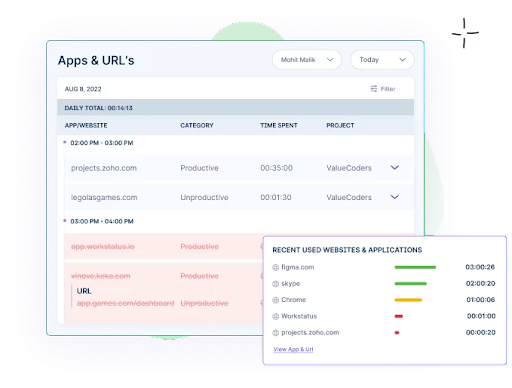 Apps & URL's
Mohit Malik
Today
AUG 8, 2022
Filter
DAILY TOTAL: 00:14:13
APP/WEBSITE CATEGORY TIME SPENT PROJECT
02:00 PM - 03:00 PM
projects.zoho.com Productive 00:35:00 ValueCoders
legolasgames.com Unproductive 00:01:30 ValueCoders
03:00 PM - 04:00 PM
app.workstatus.io Productive
vinove.keka.com Productive
URL
app.games.com/dashboard Unproductive
RECENT USED WEBSITES & APPLICATIONS
figma.com 03:00:26
skype 02:00:20
Chrome 01:00:06
Workstatus 00:01:00
projects.zoho.com 00:00:20
View App & Url